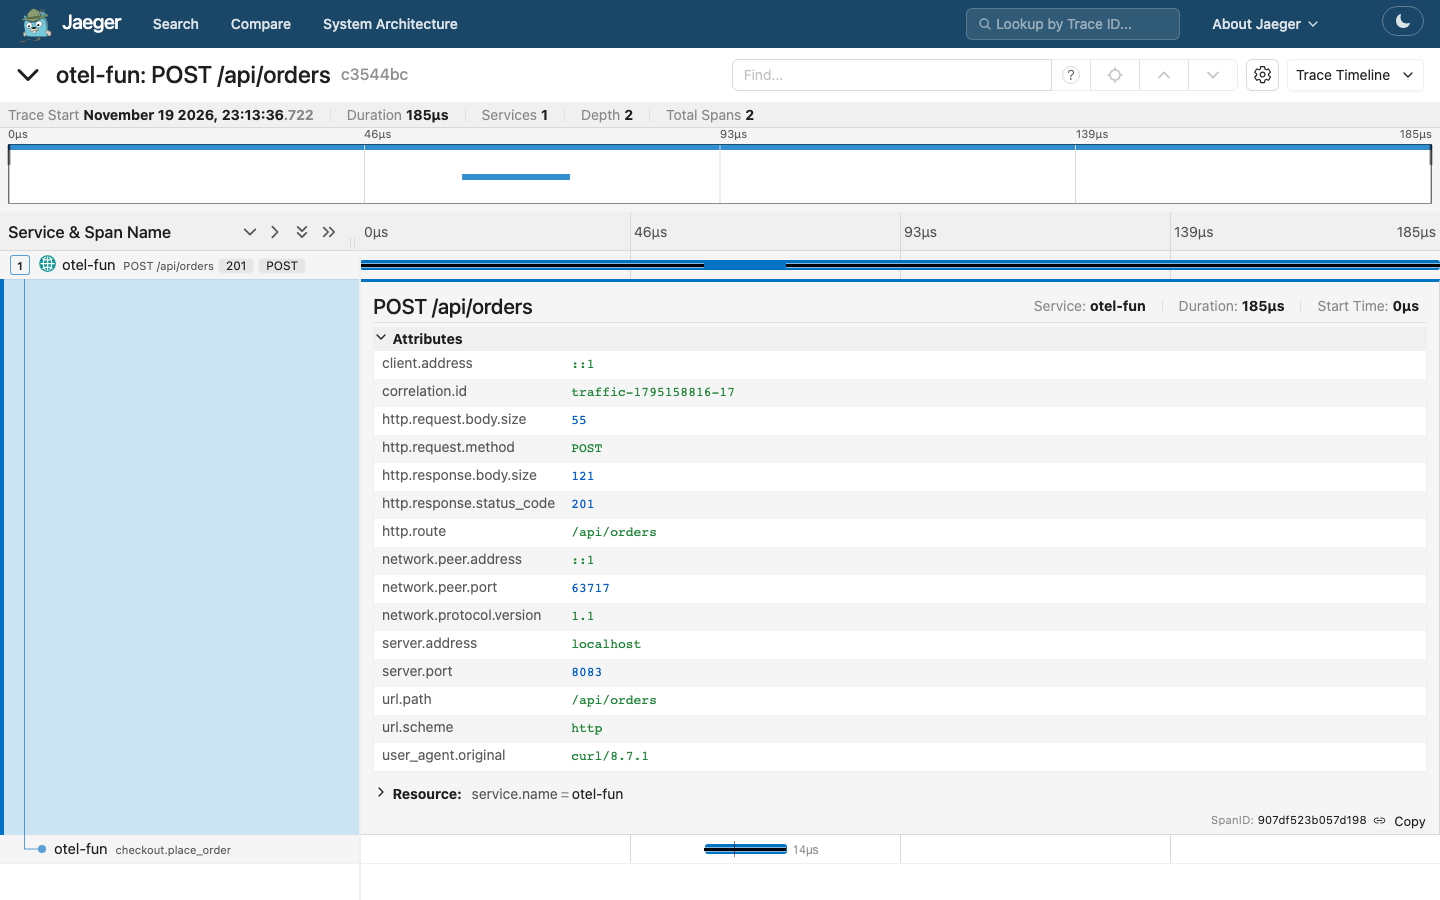 Jaeger Search Compare System Architecture Lookup by Trace ID... About Jaeger
otel-fun: POST /api/orders c3544bc Find... ? Trace Timeline
Trace Start November 19 2026, 23:13:36.722 Duration 185μs Services 1 Depth 2 Total Spans 2
0μs 46μs 93μs 139μs 185μs
Service & Span Name 0μs 46μs 93μs 139μs 185μs
1 otel-fun POST /api/orders 201 POST
POST /api/orders Service: otel-fun Duration: 185μs Start Time: 0μs
Attributes
client.address ::1
correlation.id traffic-1795158816-17
http.request.body.size 55
http.request.method POST
http.response.body.size 121
http.response.status_code 201
http.route /api/orders
network.peer.address ::1
network.peer.port 63717
network.protocol.version 1.1
server.address localhost
server.port 8083
url.path /api/orders
url.scheme http
user_agent.original curl/8.7.1
Resource: service.name = otel-fun
SpanID: 907df523b057d198 Copy
otel-fun checkout.place_order 14μs